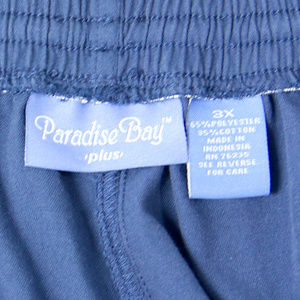 Paradise Bay™
plus
3X
65%POLYESTER
35%COTTON
MADE IN
INDONESIA
RN 76235
SEE REVERSE
FOR CARE